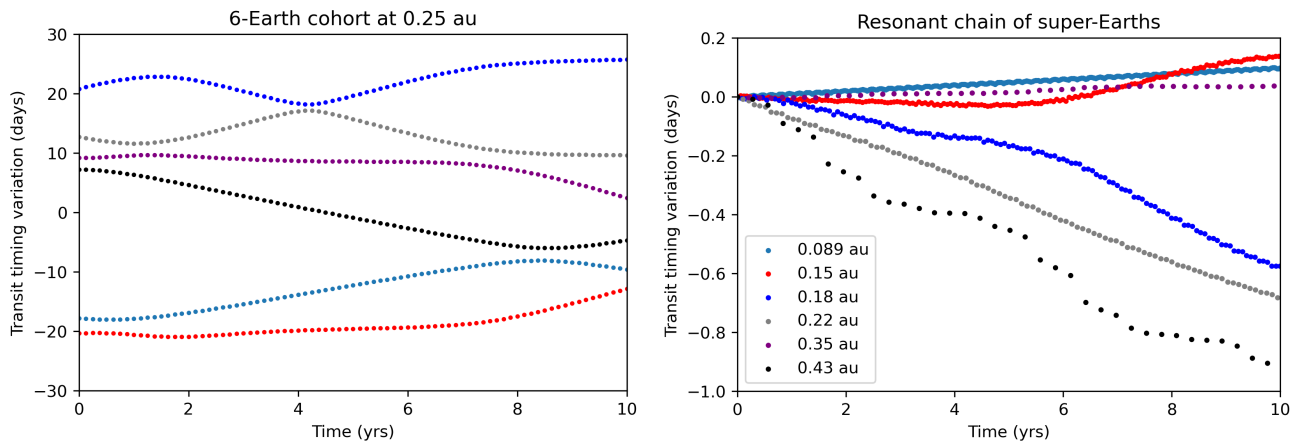 6-Earth cohort at 0.25 au
Transit timing variation (days)
30
20
10
0
−10
−20
−30
0 2 4 6 8 10
Time (yrs)
Resonant chain of super-Earths
Transit timing variation (days)
0.2
0.0
−0.2
−0.4
−0.6
−0.8
−1.0
0.089 au
0.15 au
0.18 au
0.22 au
0.35 au
0.43 au
0 2 4 6 8 10
Time (yrs)